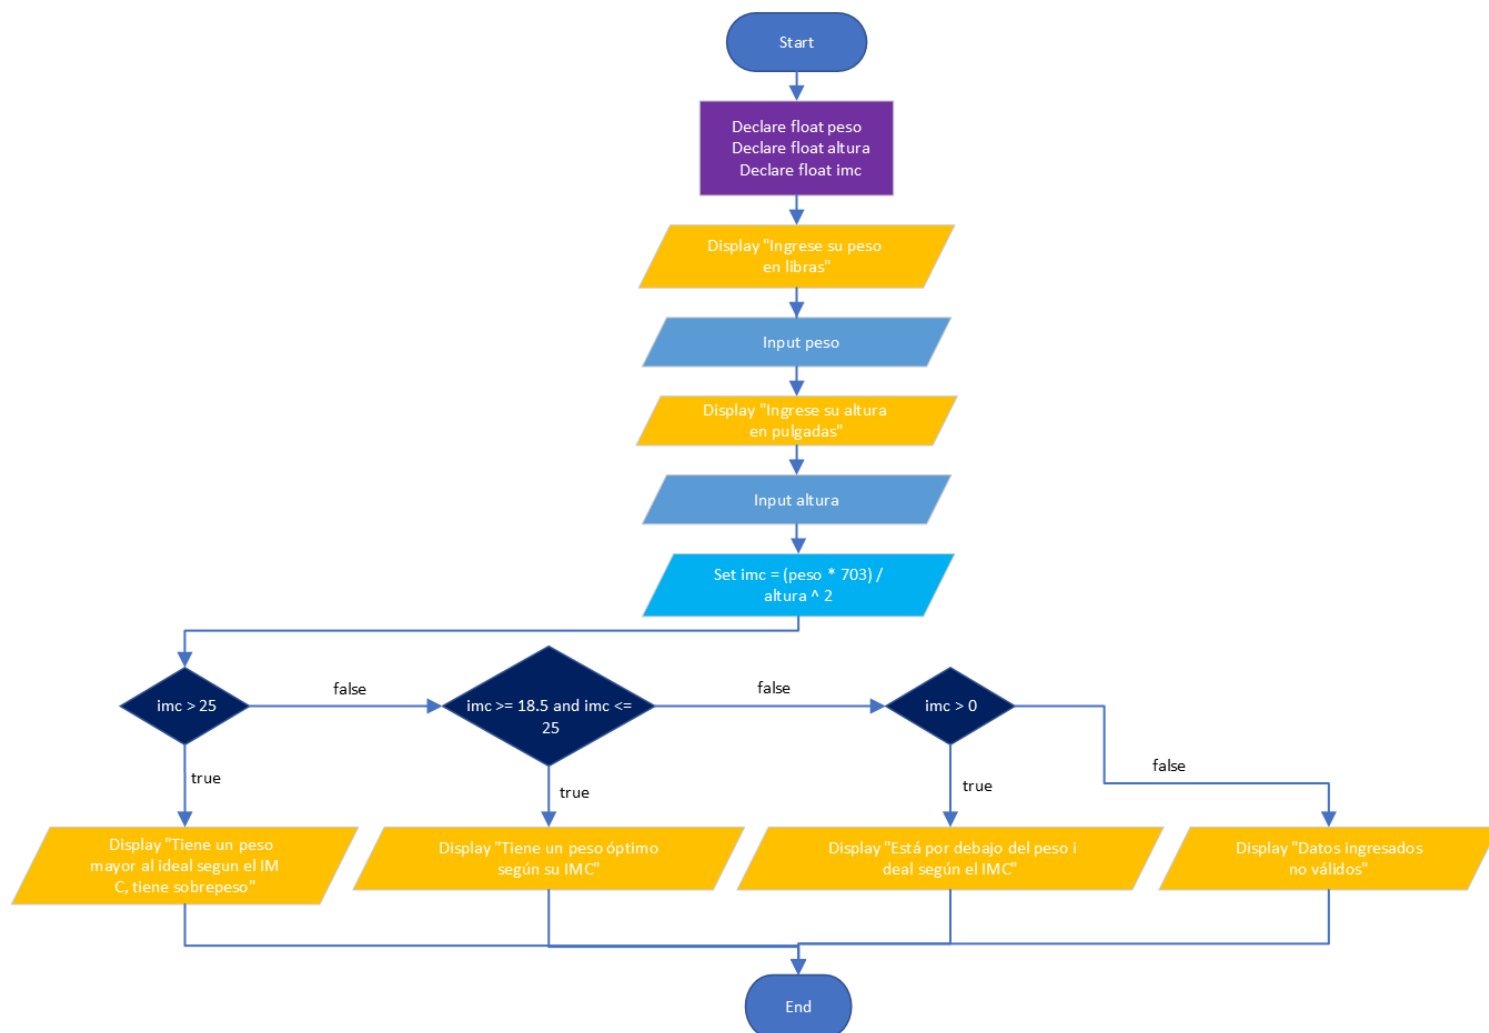 Start
Declare float peso
Declare float altura
Declare float imc
Display "Ingrese su peso
en libras"
Input peso
Display "Ingrese su altura
en pulgadas"
Input altura
Set imc = (peso * 703) /
altura ^ 2
imc > 25
false
imc >= 18.5 and imc <=
25
false
imc > 0
false
true
true
true
Display "Tiene un peso
mayor al ideal segun el IM
C, tiene sobrepeso"
Display "Tiene un peso óptimo
según su IMC"
Display "Está por debajo del peso i
deal según el IMC"
Display "Datos ingresados
no válidos"
End